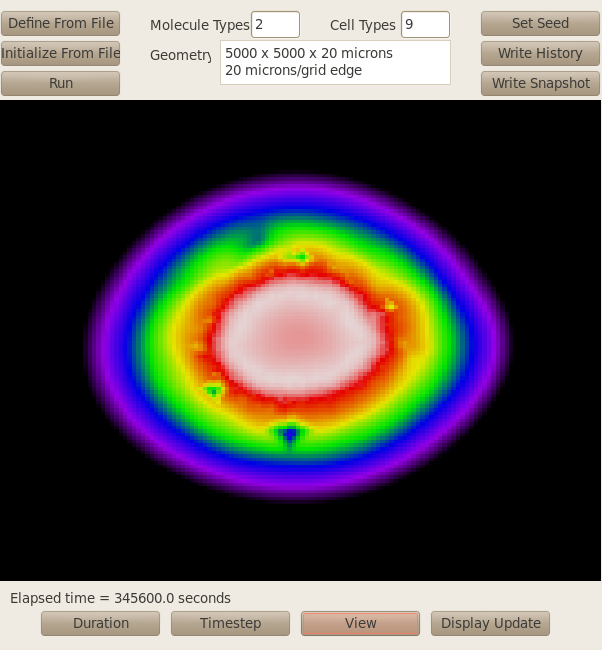 Define From File
Molecule Types 2
Cell Types 9
Set Seed
Initialize From File
Geometry
5000 x 5000 x 20 microns
20 microns/grid edge
Write History
Run
Write Snapshot
Elapsed time = 345600.0 seconds
Duration
Timestep
View
Display Update